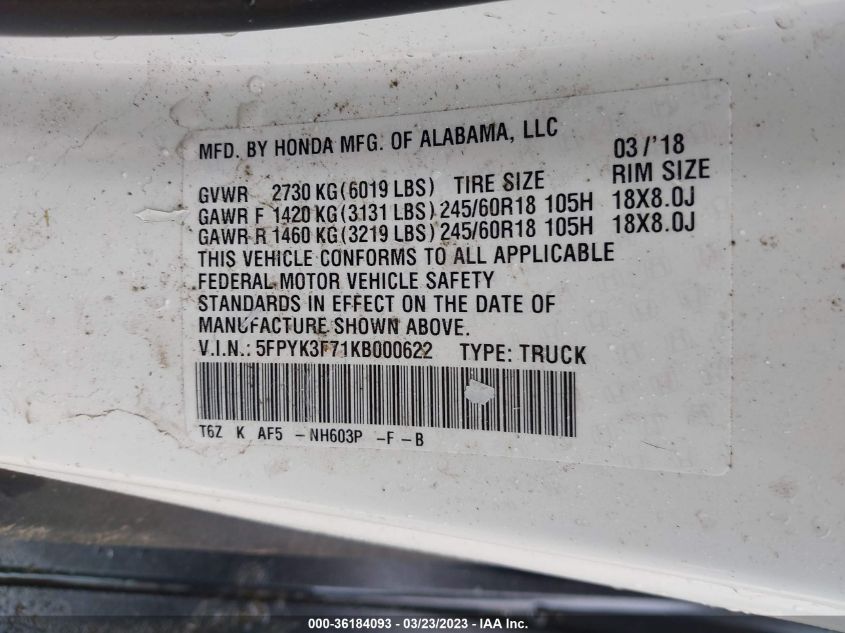 MFD. BY HONDA MFG. OF ALABAMA, LLC 03/'18
GVWR 2730 KG(6019 LBS) TIRE SIZE RIM SIZE
GAWR F 1420 KG(3131 LBS) 245/60R18 105H 18X8.0J
GAWR R 1460 KG(3219 LBS) 245/60R18 105H 18X8.0J
THIS VEHICLE CONFORMS TO ALL APPLICABLE
FEDERAL MOTOR VEHICLE SAFETY
STANDARDS IN EFFECT ON THE DATE OF
MANUFACTURE SHOWN ABOVE.
V.I.N.: 5FPYK3F71KB000622 TYPE: TRUCK
T6Z K AF5 -NH603P -F-B
000-36184093 - 03/23/2023 - IAA Inc.